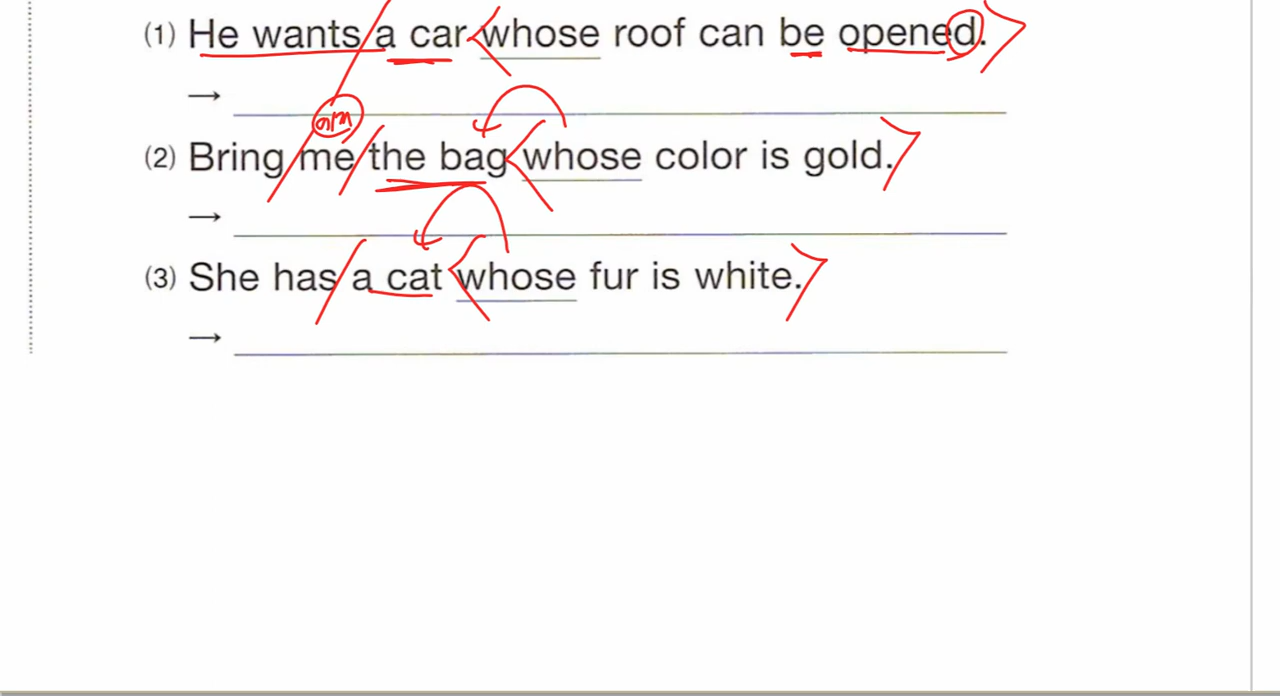 (1) He wants a car whose roof can be opened.
→
(2) Bring me the bag whose color is gold.
→
(3) She has a cat whose fur is white.
→